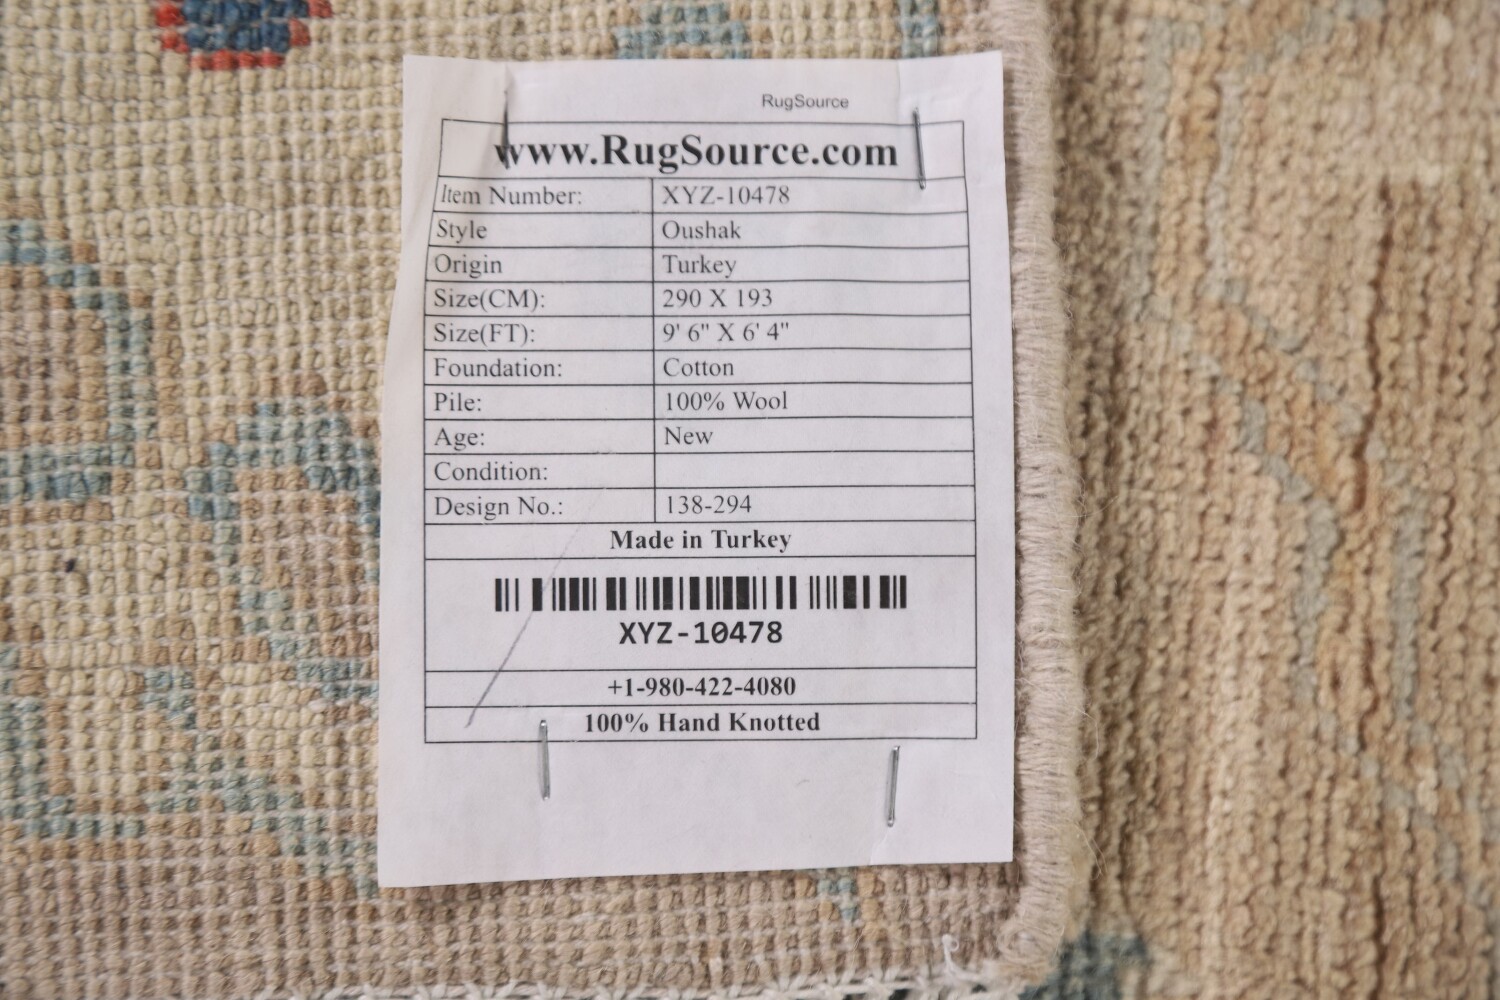 RugSource
www.RugSource.com
Item Number: XYZ-10478
Style Oushak
Origin Turkey
Size(CM): 290 X 193
Size(FT): 9' 6" X 6' 4"
Foundation: Cotton
Pile: 100% Wool
Age: New
Condition:
Design No.: 138-294
Made in Turkey
XYZ-10478
+1-980-422-4080
100% Hand Knotted